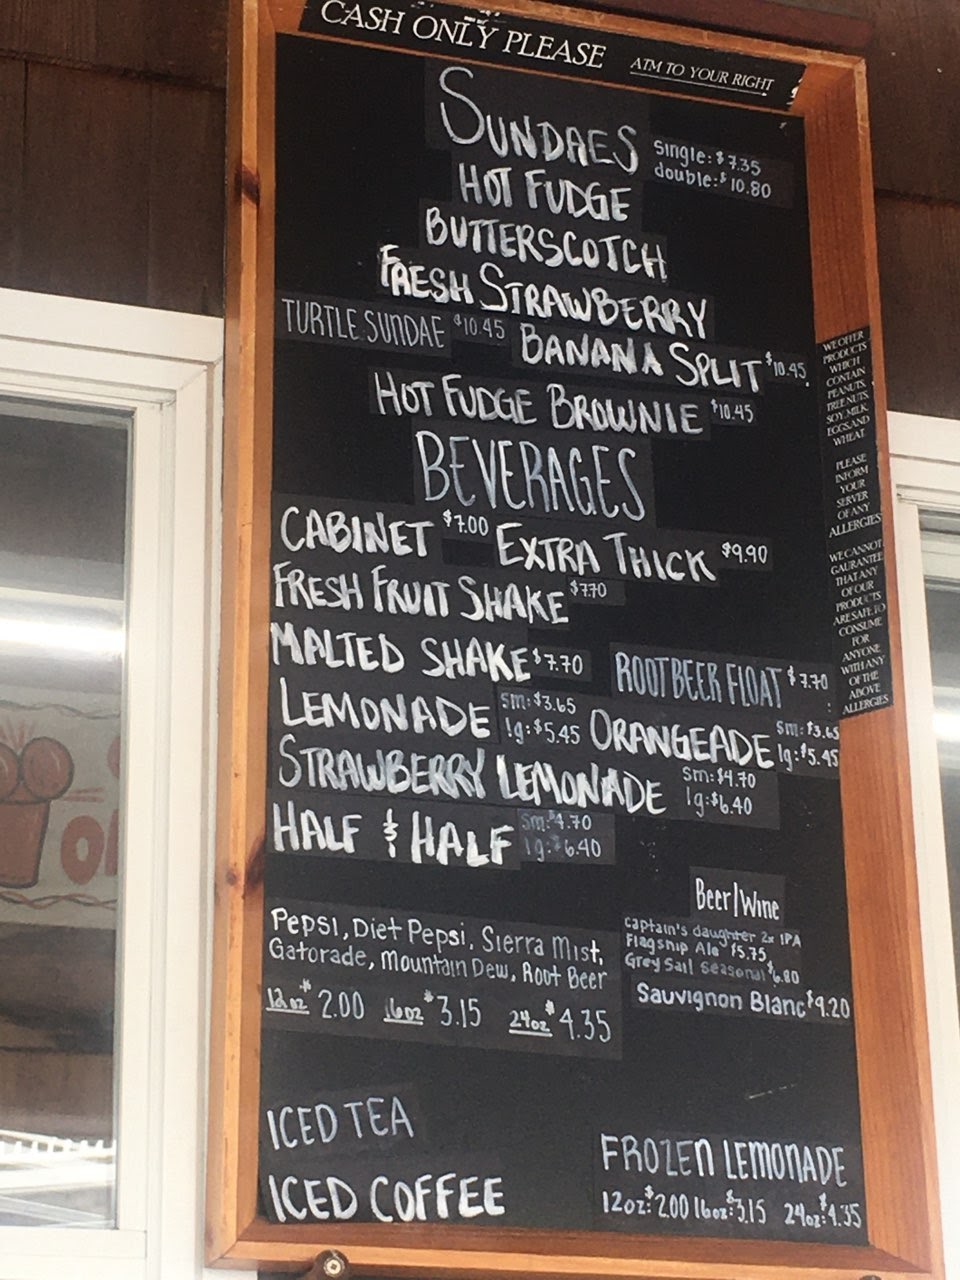 CASH ONLY PLEASE ATM TO YOUR RIGHT
SUNDAES single: $7.35
double: $10.80
HOT FUDGE
BUTTERSCOTCH
FRESH STRAWBERRY
TURTLE SUNDAE $10.45 BANANA SPLIT $10.45
HOT FUDGE BROWNIE $10.45
BEVERAGES
CABINET $7.00 EXTRA THICK $9.90
FRESH FRUIT SHAKE $7.70
MALTED SHAKE $7.70 ROOTBEER FLOAT $7.70
LEMONADE sm: $3.65 lg: $5.45 ORANGEADE sm: $3.65 lg: $5.45
STRAWBERRY LEMONADE sm: $4.70 lg: $6.40
HALF & HALF sm: $4.70 lg: $6.40
Pepsi, Diet Pepsi, Sierra Mist,
Gatorade, Mountain Dew, Root Beer
12oz $2.00 16oz $3.15 24oz $4.35
Beer/Wine
Captain's daughter 2x IPA
Flagship Ale $5.75
Grey Sail Seasonal $6.80
Sauvignon Blanc $9.20
ICED TEA
ICED COFFEE
FROZEN LEMONADE
12oz: $2.00 16oz: $3.15 24oz: $4.35
WE OFFER
PRODUCTS
WHICH
CONTAIN
PEANUTS,
TREE NUTS,
SOY, MILK,
EGGS, AND
WHEAT.
PLEASE
INFORM
YOUR
SERVER
OF ANY
ALLERGIES
WE CANNOT
GAURANTEE
THAT ANY
OF OUR
PRODUCTS
ARE SAFE TO
CONSUME
FOR
ANYONE
WITH ANY
OF THE
ABOVE
ALLERGIES